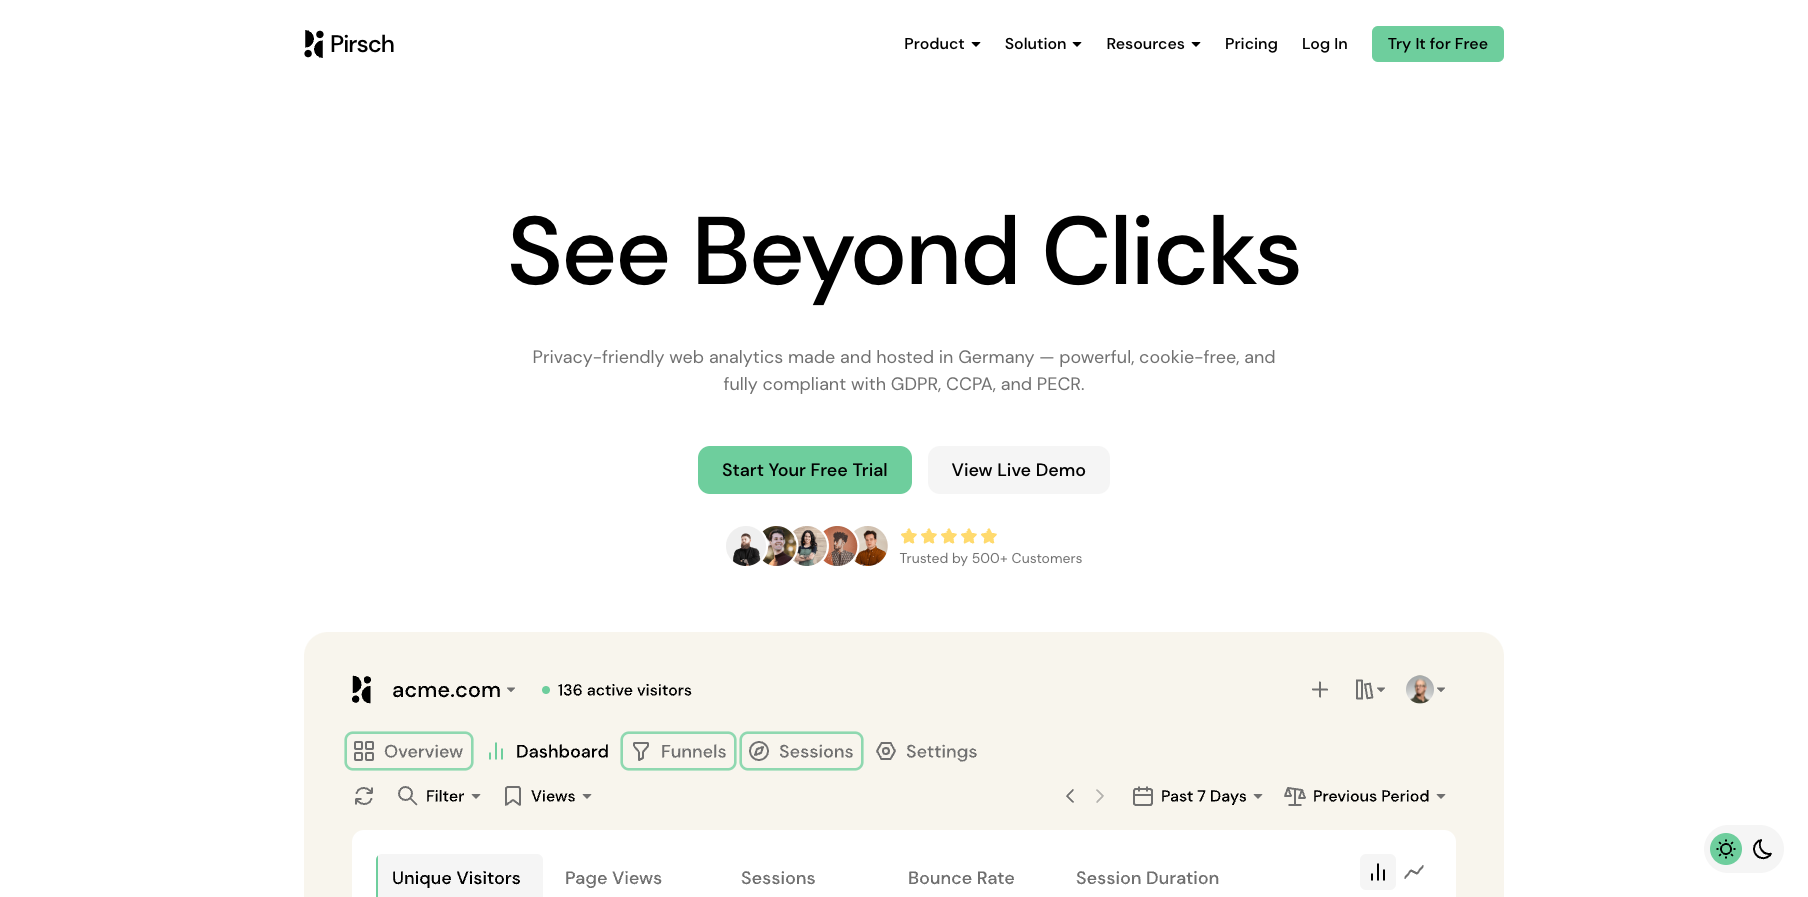 Pirsch
Product
Solution
Resources
Pricing
Log In
Try It for Free
See Beyond Clicks
Privacy-friendly web analytics made and hosted in Germany — powerful, cookie-free, and
fully compliant with GDPR, CCPA, and PECR.
Start Your Free Trial
View Live Demo
Trusted by 500+ Customers
acme.com
136 active visitors
Overview
Dashboard
Funnels
Sessions
Settings
Filter
Views
Past 7 Days
Previous Period
Unique Visitors
Page Views
Sessions
Bounce Rate
Session Duration